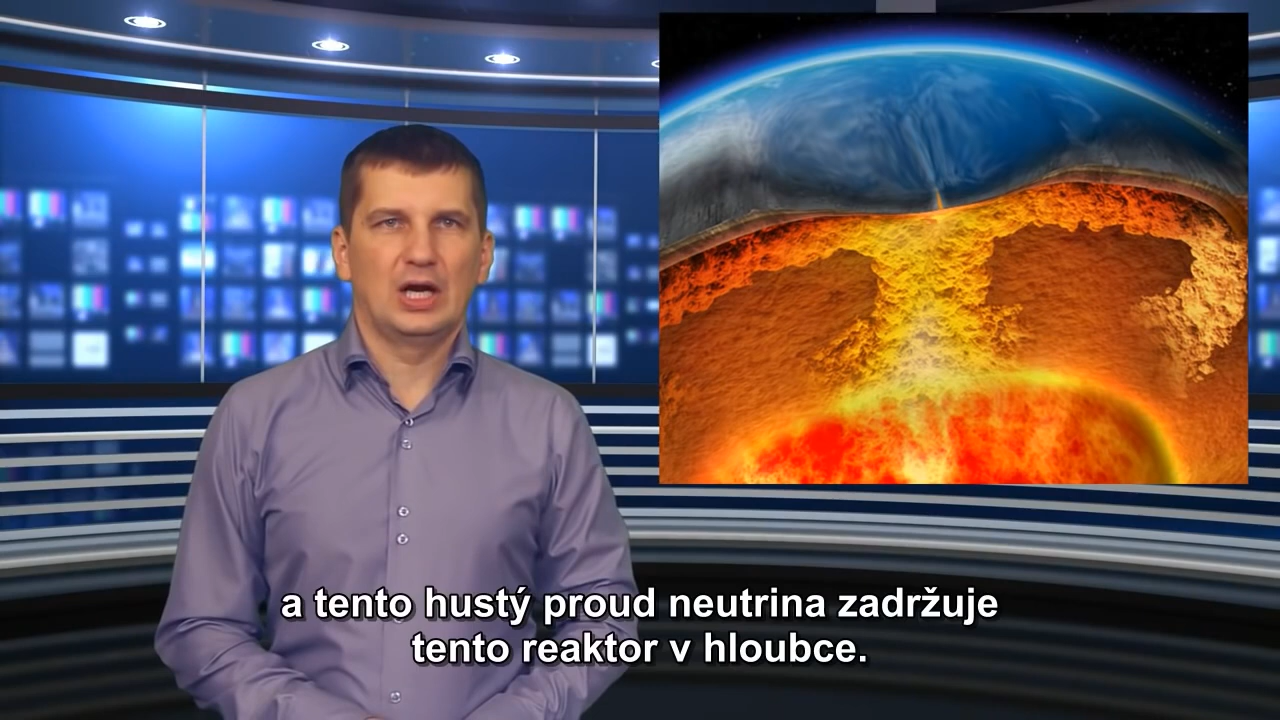 a tento hustý proud neutrina zadržuje
tento reaktor v hloubce.